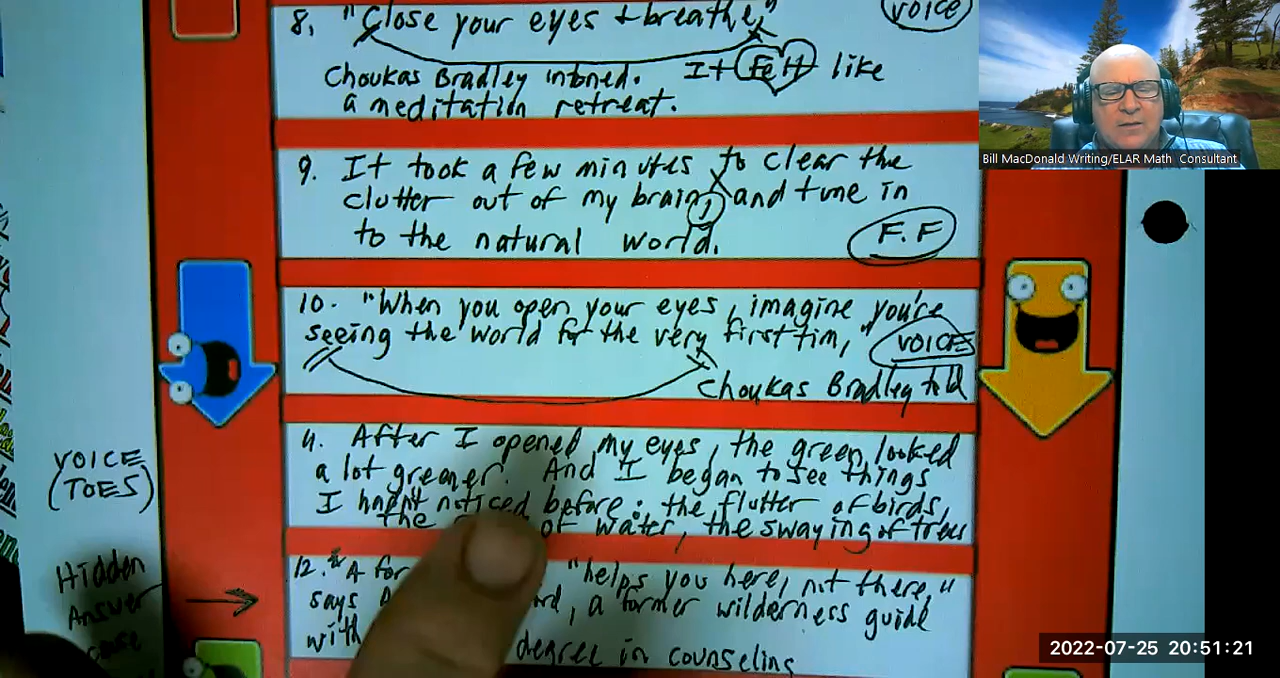 8. "Close your eyes + breathe,"
voice
Choukas Bradley intoned. It Felt like
a meditation retreat.
9. It took a few minutes to clear the
clutter out of my brain, and tune in
to the natural world.
F.F
10. "When you open your eyes, imagine you're
seeing the world for the very first tim,"
VOICE
Choukas Bradley told
11. After I opened my eyes, the green looked
a lot greener. And I began to see things
I hadn't noticed before: the flutter of birds,
the of water, the swaying of trees
VOICE
(TOES)
12. "A for "helps you here, not there,"
says a former wilderness guide
with degree in counseling
Hidden
Answer
Bill MacDonald Writing/ELAR Math Consultant
2022-07-25 20:51:21